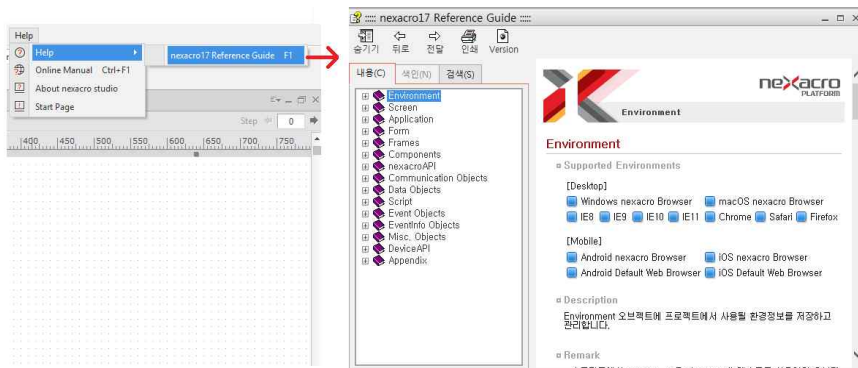 Help
Help
nexacro17 Reference Guide F1
Online Manual Ctrl+F1
About nexacro studio
Start Page
Step 0
400 450 500 550 600 650 700 750
::::: nexacro17 Reference Guide :::::
숨기기 뒤로 전달 인쇄 Version
내용(C) 색인(N) 검색(S)
Environment
Screen
Application
Form
Frames
Components
nexacroAPI
Communication Objects
Data Objects
Script
Event Objects
EventInfo Objects
Misc. Objects
DeviceAPI
Appendix
nexacro
PLATFORM
Environment
Environment
Supported Environments
[Desktop]
Windows nexacro Browser macOS nexacro Browser
IE8 IE9 IE10 IE11 Chrome Safari Firefox
[Mobile]
Android nexacro Browser iOS nexacro Browser
Android Default Web Browser iOS Default Web Browser
Description
Environment 오브젝트에 프로젝트에서 사용될 환경정보를 저장하고
관리합니다.
Remark